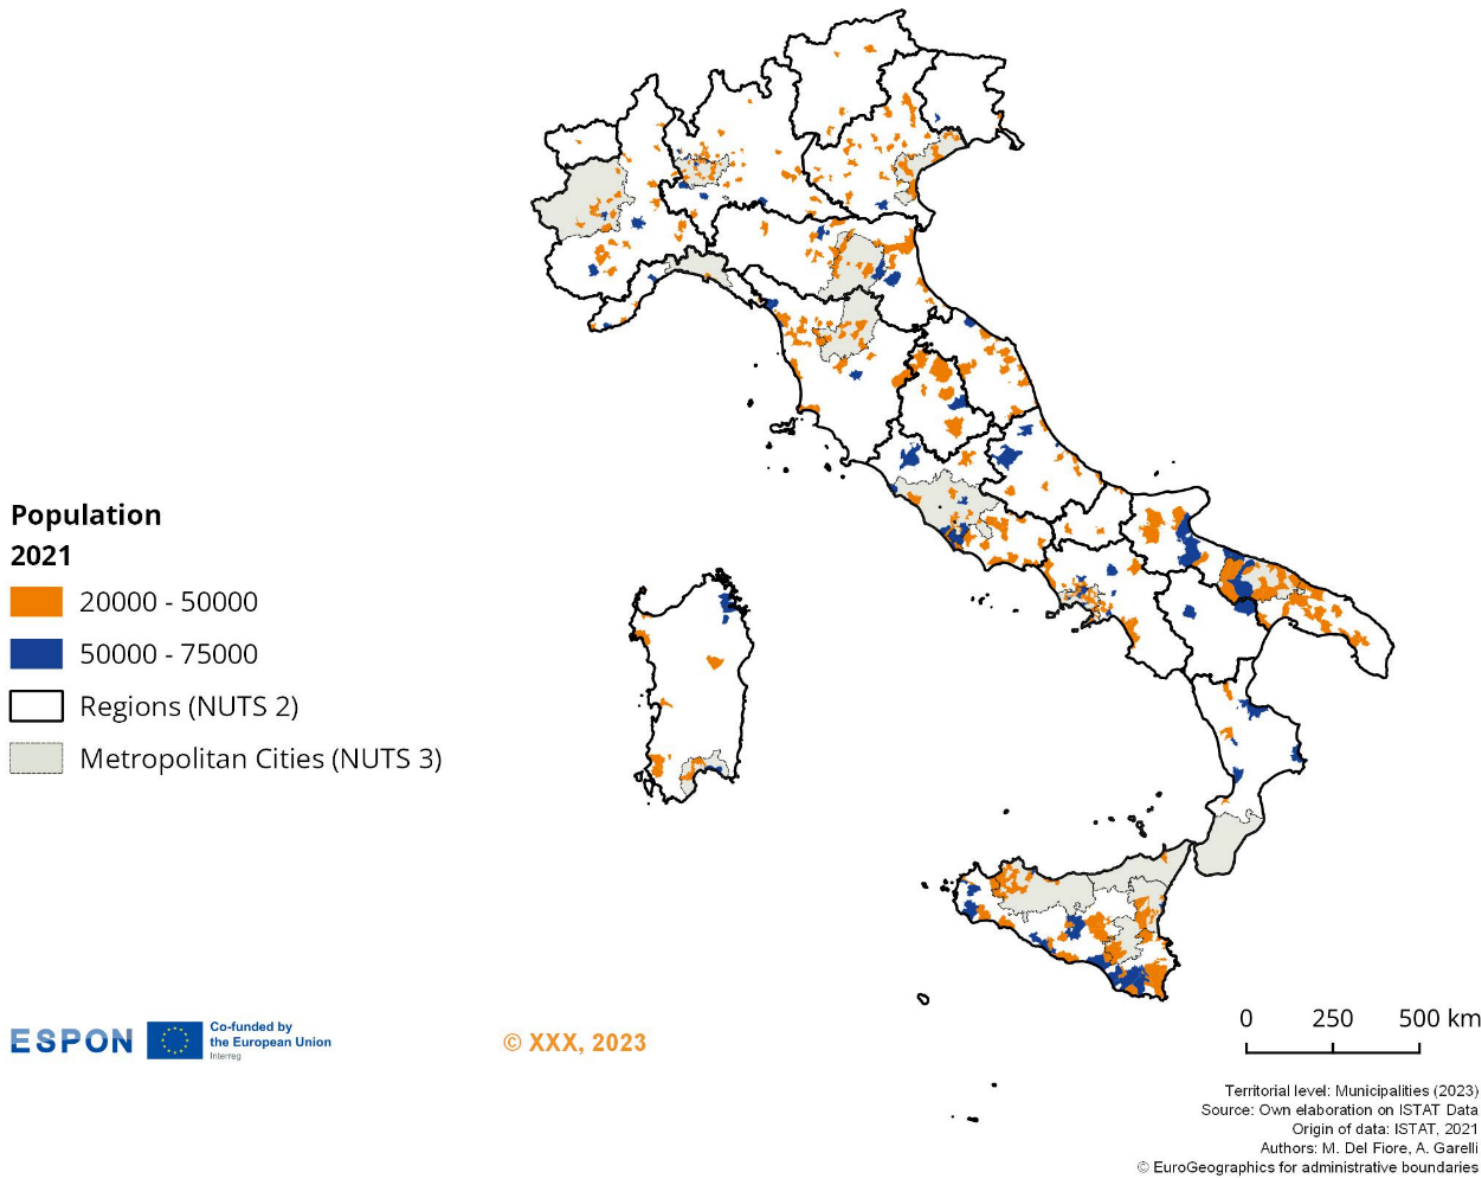 Population
2021
20000 - 50000
50000 - 75000
Regions (NUTS 2)
Metropolitan Cities (NUTS 3)
ESPON
Co-funded by
the European Union
Interreg
© XXX, 2023
0 250 500 km
Territorial level: Municipalities (2023)
Source: Own elaboration on ISTAT Data
Origin of data: ISTAT, 2021
Authors: M. Del Fiore, A. Garelli
© EuroGeographics for administrative boundaries